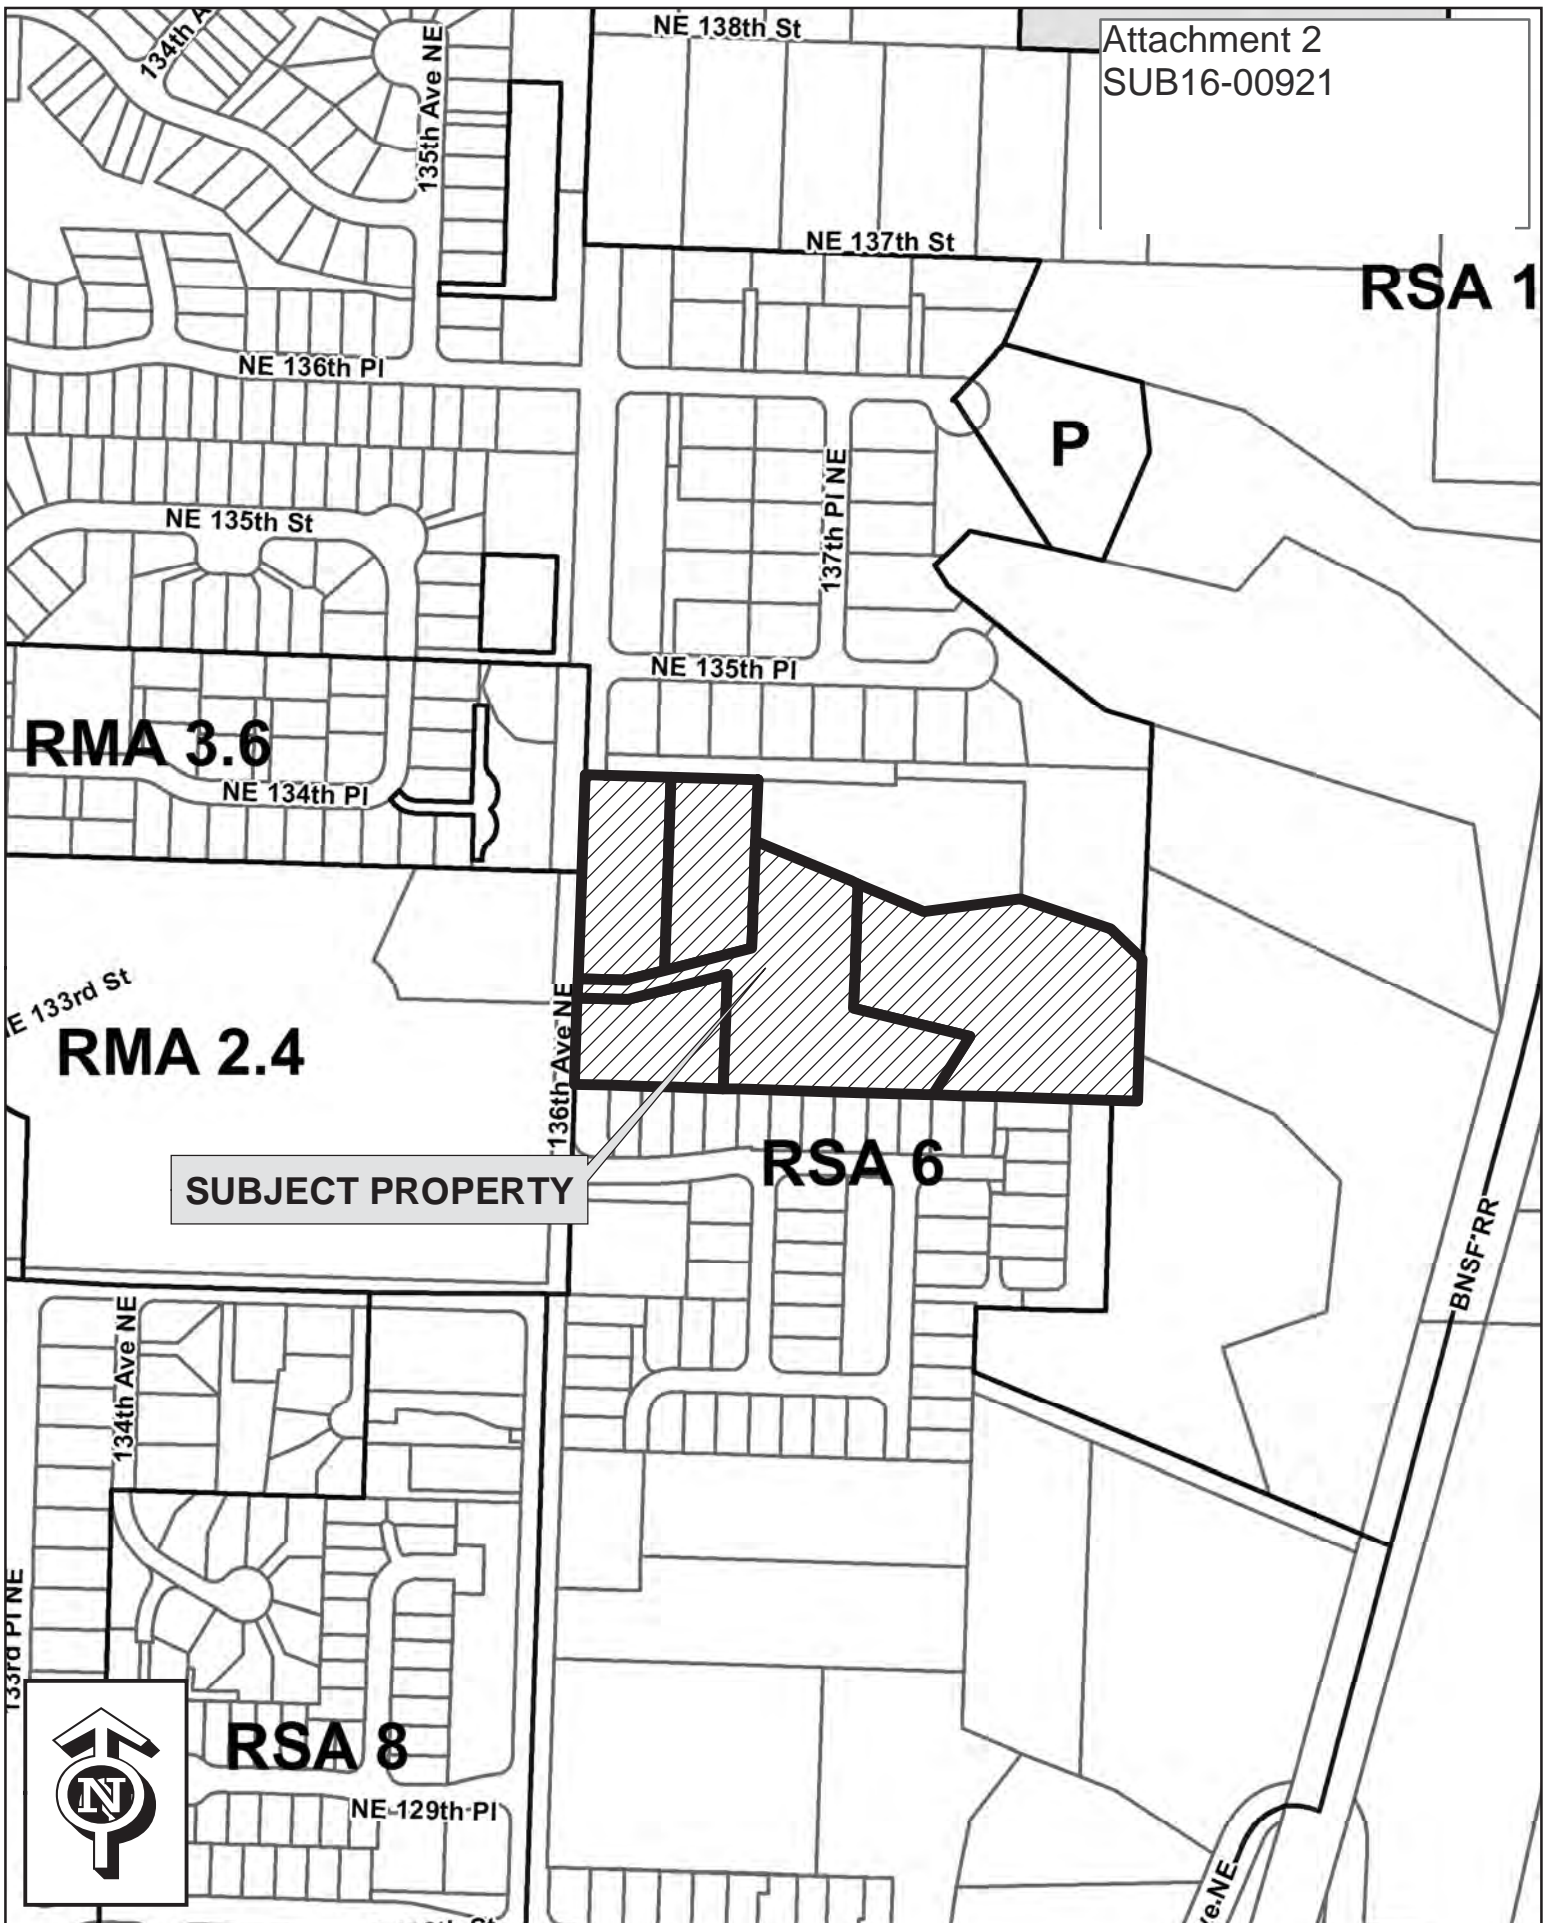 NE 138th St
Attachment 2
SUB16-00921
135th Ave NE
NE 137th St
RSA 1
NE 136th Pl
P
137th Pl NE
NE 135th St
NE 135th Pl
RMA 3.6
NE 134th Pl
133rd St
RMA 2.4
136th Ave NE
RSA 6
SUBJECT PROPERTY
BNSF RR
134th Ave NE
133rd Pl NE
RSA 8
N
NE 129th Pl
NE